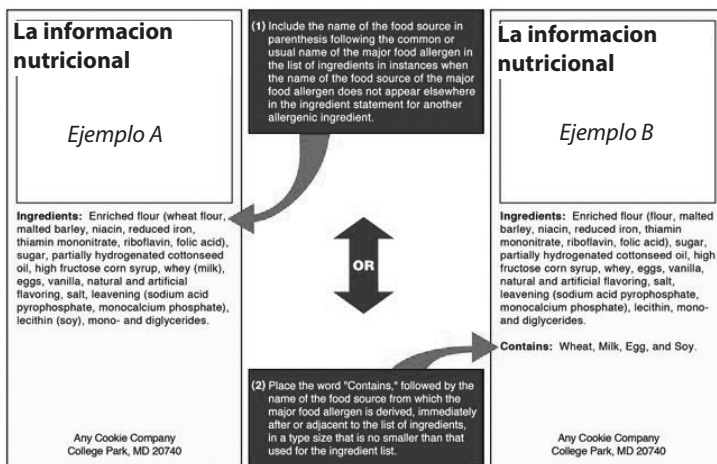 La informacion
nutricional
Ejemplo A
Ingredients: Enriched flour (wheat flour,
malted barley, niacin, reduced iron,
thiamin mononitrate, riboflavin, folic acid),
sugar, partially hydrogenated cottonseed
oil, high fructose corn syrup, whey (milk),
eggs, vanilla, natural and artificial
flavoring, salt, leavening (sodium acid
pyrophosphate, monocalcium phosphate),
lecithin (soy), mono- and diglycerides.
Any Cookie Company
College Park, MD 20740
(1) Include the name of the food source in
parenthesis following the common or
usual name of the major food allergen in
the list of ingredients in instances when
the name of the food source of the major
food allergen does not appear elsewhere
in the ingredient statement for another
allergenic ingredient.
OR
(2) Place the word "Contains," followed by the
name of the food source from which the
major food allergen is derived, immediately
after or adjacent to the list of ingredients,
in a type size that is no smaller than that
used for the ingredient list.
La informacion
nutricional
Ejemplo B
Ingredients: Enriched flour (flour, malted
barley, niacin, reduced iron, thiamin
mononitrate, riboflavin, folic acid), sugar,
partially hydrogenated cottonseed oil, high
fructose corn syrup, whey, eggs, vanilla,
natural and artificial flavoring, salt,
leavening (sodium acid pyrophosphate,
monocalcium phosphate), lecithin, mono-
and diglycerides.
Contains: Wheat, Milk, Egg, and Soy.
Any Cookie Company
College Park, MD 20740